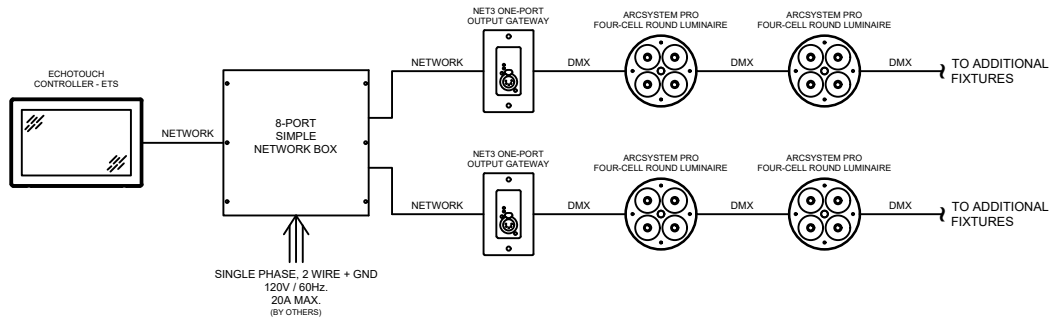 NET3 ONE-PORT
OUTPUT GATEWAY
ARCSYSTEM PRO
FOUR-CELL ROUND LUMINAIRE
ARCSYSTEM PRO
FOUR-CELL ROUND LUMINAIRE
NETWORK
DMX
DMX
DMX
TO ADDITIONAL
FIXTURES
ECHOTOUCH
CONTROLLER - ETS
NETWORK
8-PORT
SIMPLE
NETWORK BOX
NET3 ONE-PORT
OUTPUT GATEWAY
ARCSYSTEM PRO
FOUR-CELL ROUND LUMINAIRE
ARCSYSTEM PRO
FOUR-CELL ROUND LUMINAIRE
NETWORK
DMX
DMX
DMX
TO ADDITIONAL
FIXTURES
SINGLE PHASE, 2 WIRE + GND
120V / 60Hz.
20A MAX.
(BY OTHERS)